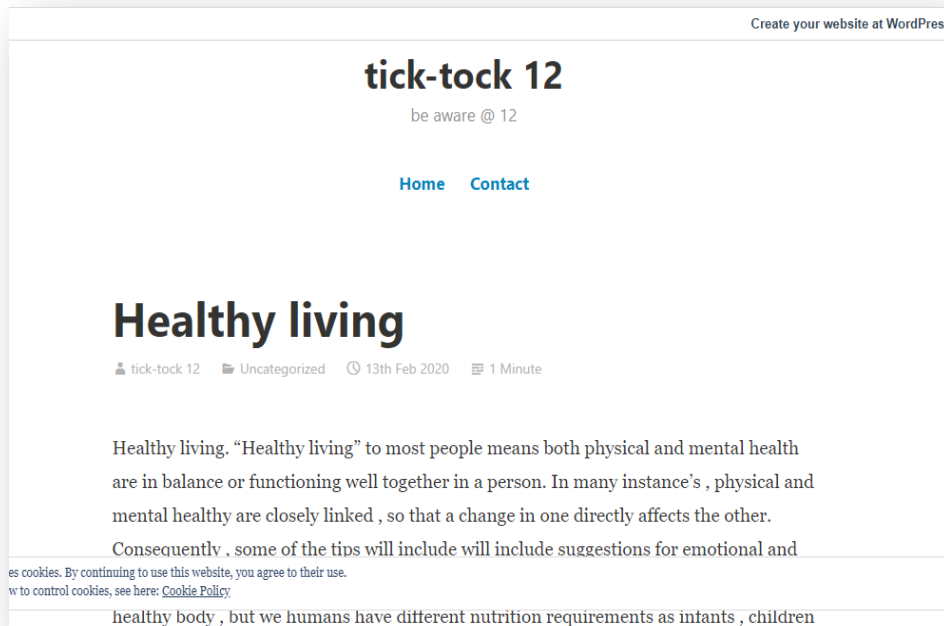 Create your website at WordPres
tick-tock 12
be aware @ 12
Home Contact
Healthy living
tick-tock 12 Uncategorized 13th Feb 2020 1 Minute
Healthy living. “Healthy living” to most people means both physical and mental health
are in balance or functioning well together in a person. In many instance’s , physical and
mental healthy are closely linked , so that a change in one directly affects the other.
Consequently , some of the tips will include will include suggestions for emotional and
es cookies. By continuing to use this website, you agree to their use.
w to control cookies, see here: Cookie Policy
healthy body , but we humans have different nutrition requirements as infants , children